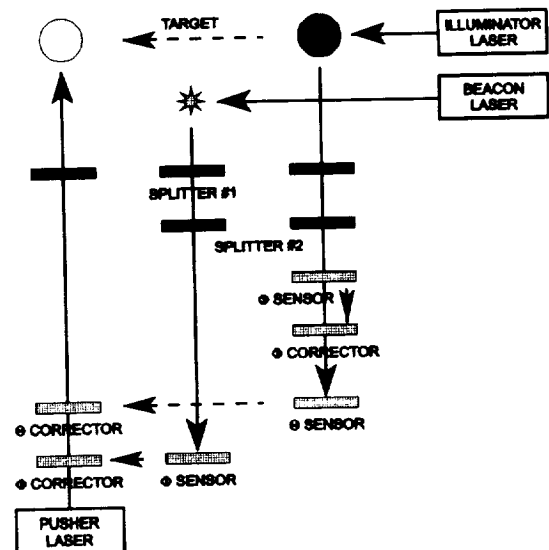 TARGET
ILLUMINATOR
LASER
BEACON
LASER
SPLITTER #1
SPLITTER #2
Φ SENSOR
Φ CORRECTOR
Θ CORRECTOR
Θ SENSOR
Φ CORRECTOR
Φ SENSOR
PUSHER
LASER